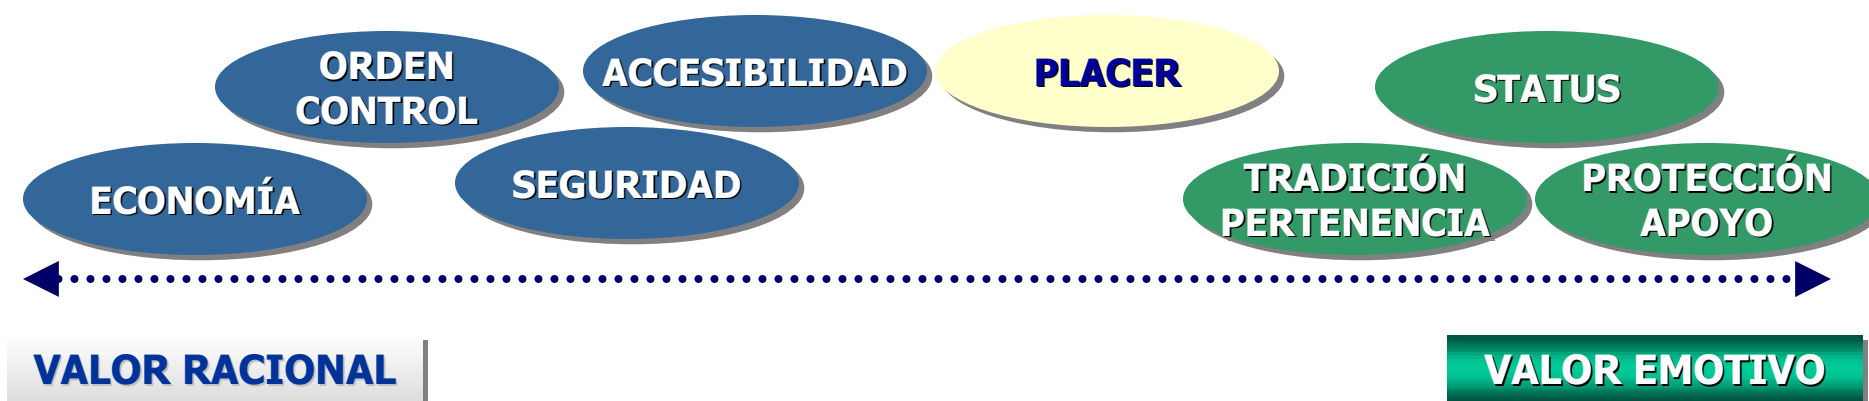 ORDEN
CONTROL
ACCESIBILIDAD
PLACER
STATUS
ECONOMÍA
SEGURIDAD
TRADICIÓN
PERTENENCIA
PROTECCIÓN
APOYO
VALOR RACIONAL
VALOR EMOTIVO